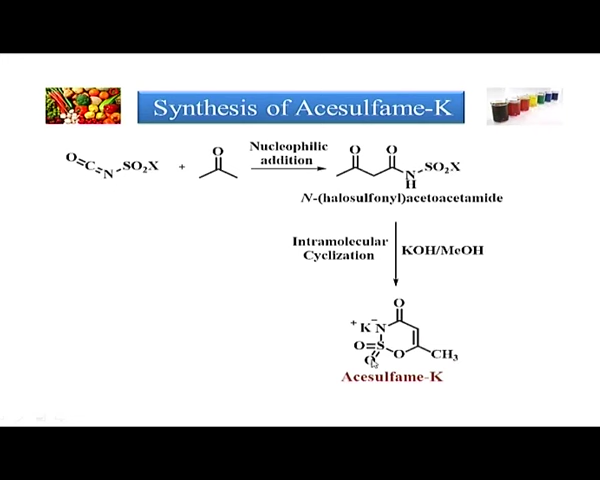 Synthesis of Acesulfame-K
O=C=N-SO₂X + O
Nucleophilic
addition
O O
N
H
SO₂X
N-(halosulfonyl)acetoacetamide
Intramolecular
Cyclization
KOH/MeOH
O
+ K N −
O=S
O O CH₃
Acesulfame-K